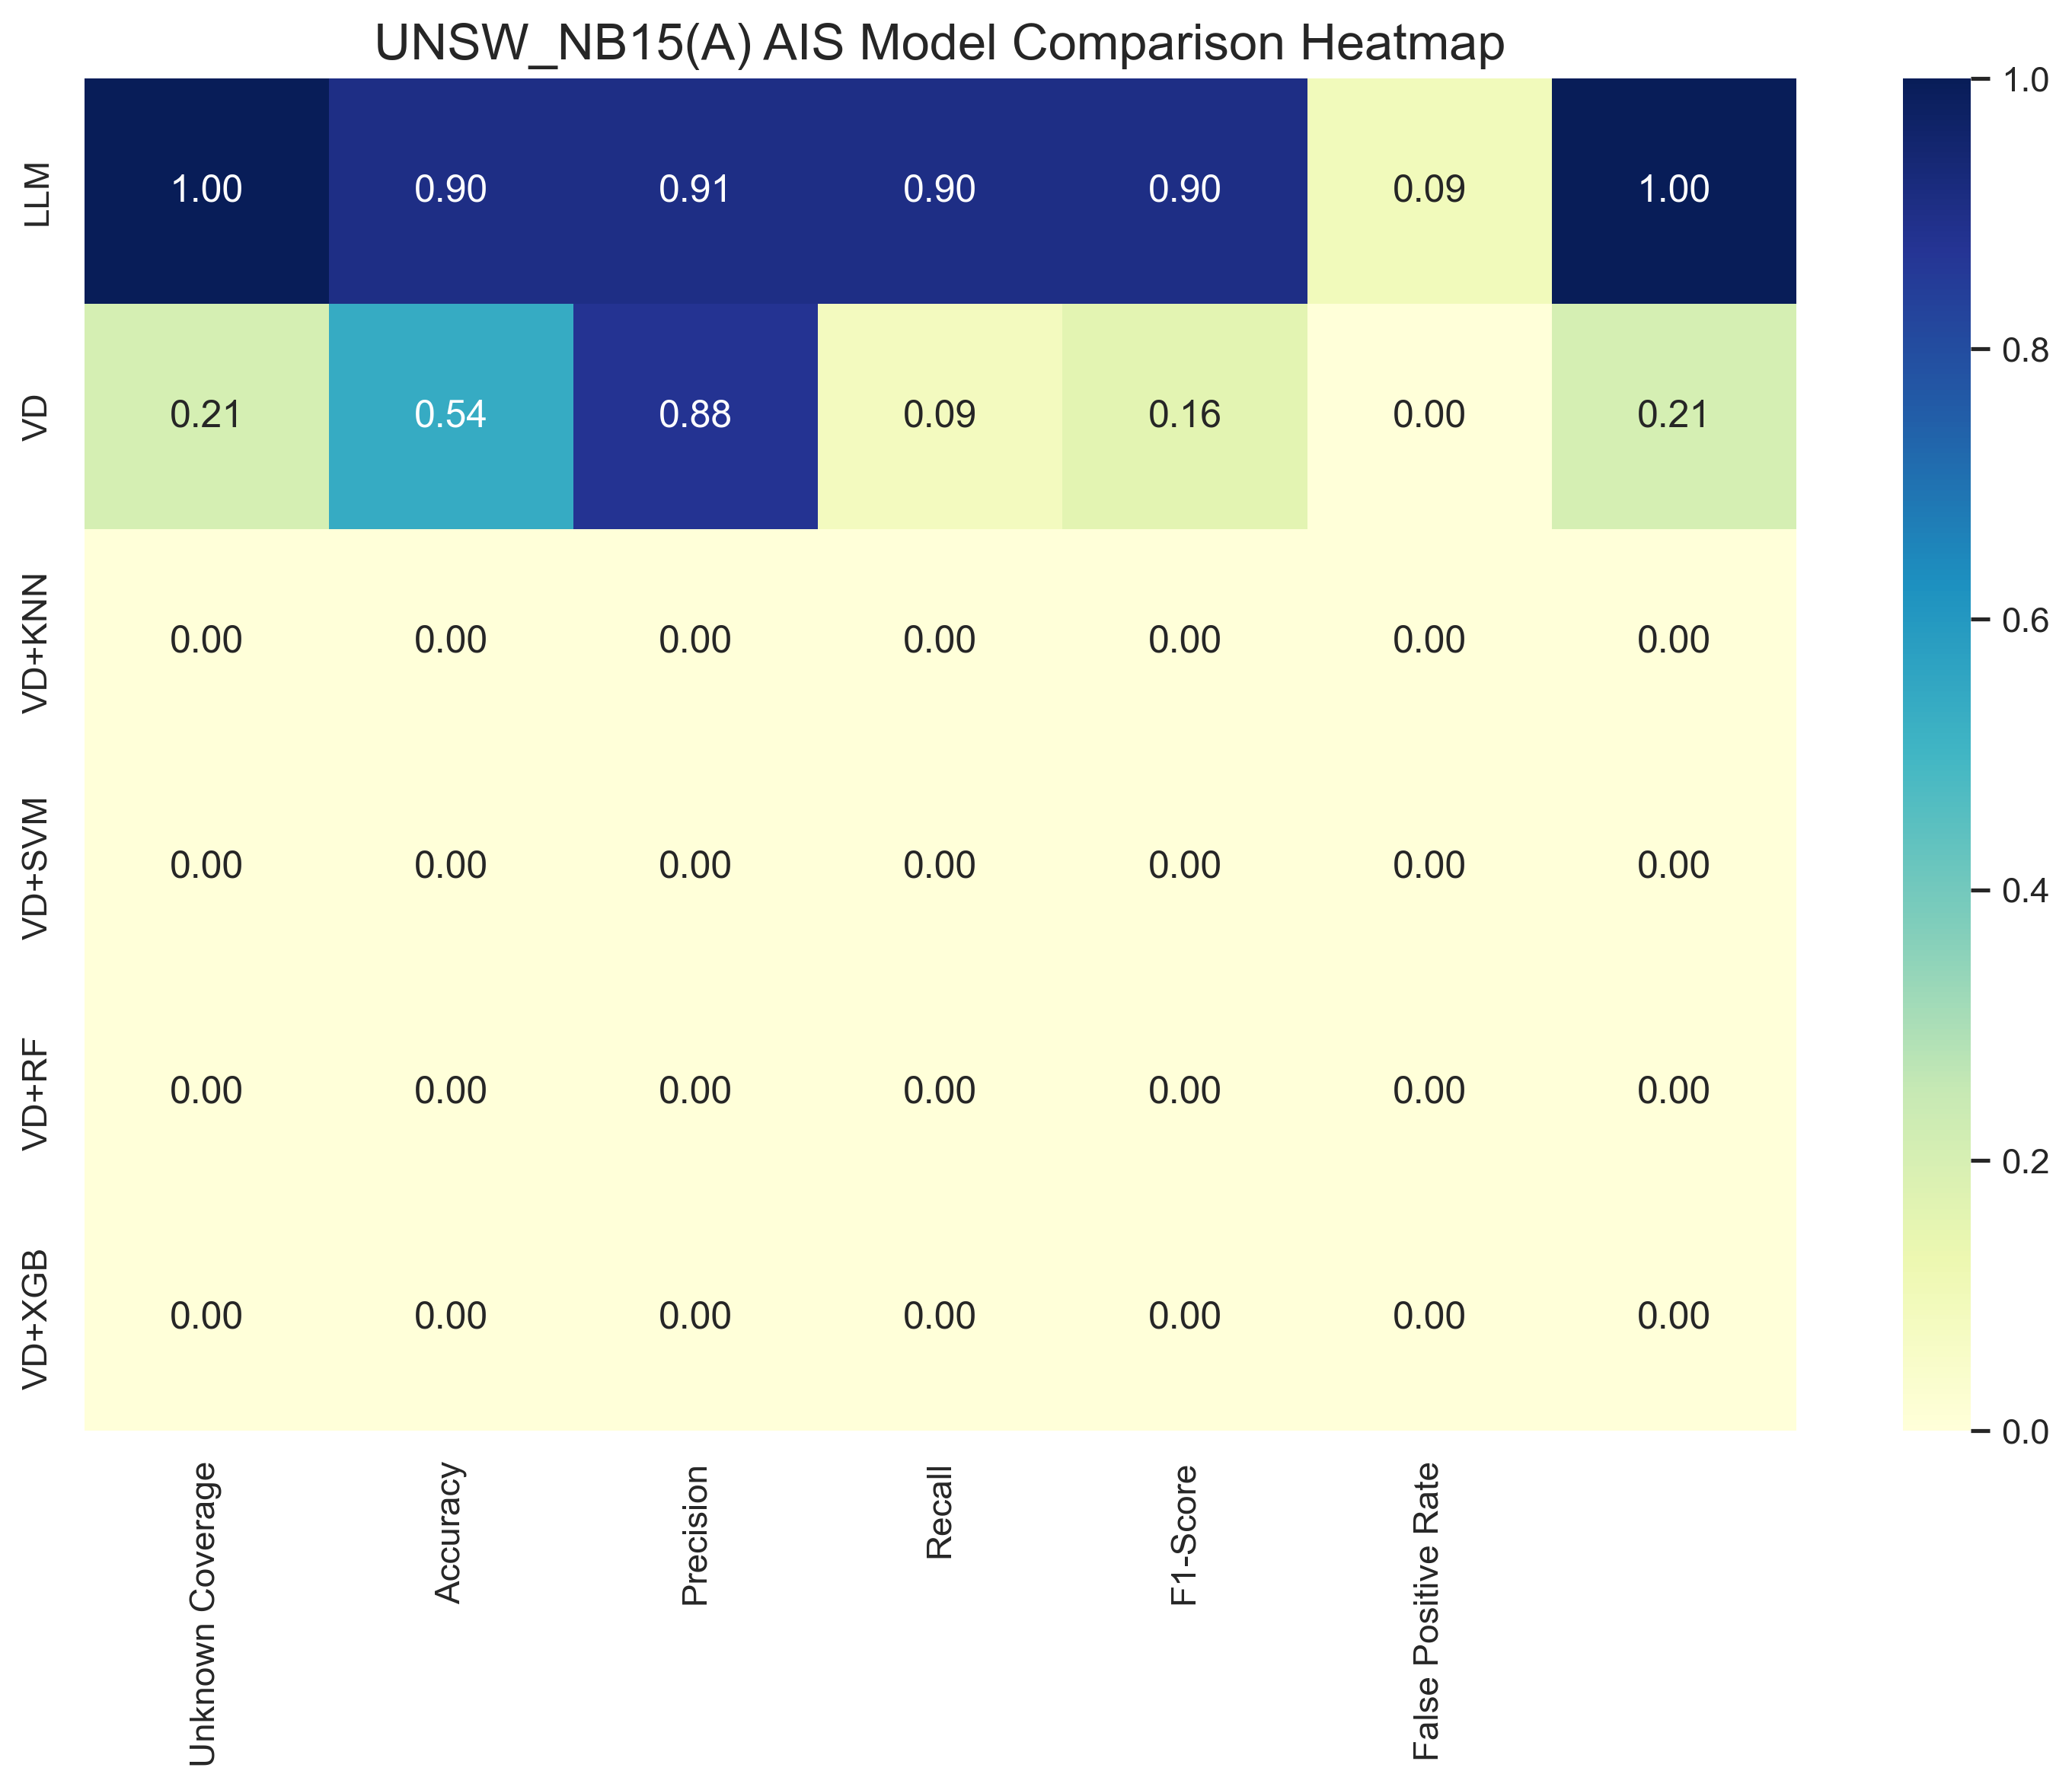 UNSW_NB15(A) AIS Model Comparison Heatmap
LLM 1.00 0.90 0.91 0.90 0.90 0.09 1.00
VD 0.21 0.54 0.88 0.09 0.16 0.00 0.21
VD+KNN 0.00 0.00 0.00 0.00 0.00 0.00 0.00
VD+SVM 0.00 0.00 0.00 0.00 0.00 0.00 0.00
VD+RF 0.00 0.00 0.00 0.00 0.00 0.00 0.00
VD+XGB 0.00 0.00 0.00 0.00 0.00 0.00 0.00
Unknown Coverage
Accuracy
Precision
Recall
F1-Score
False Positive Rate
1.0
0.8
0.6
0.4
0.2
0.0